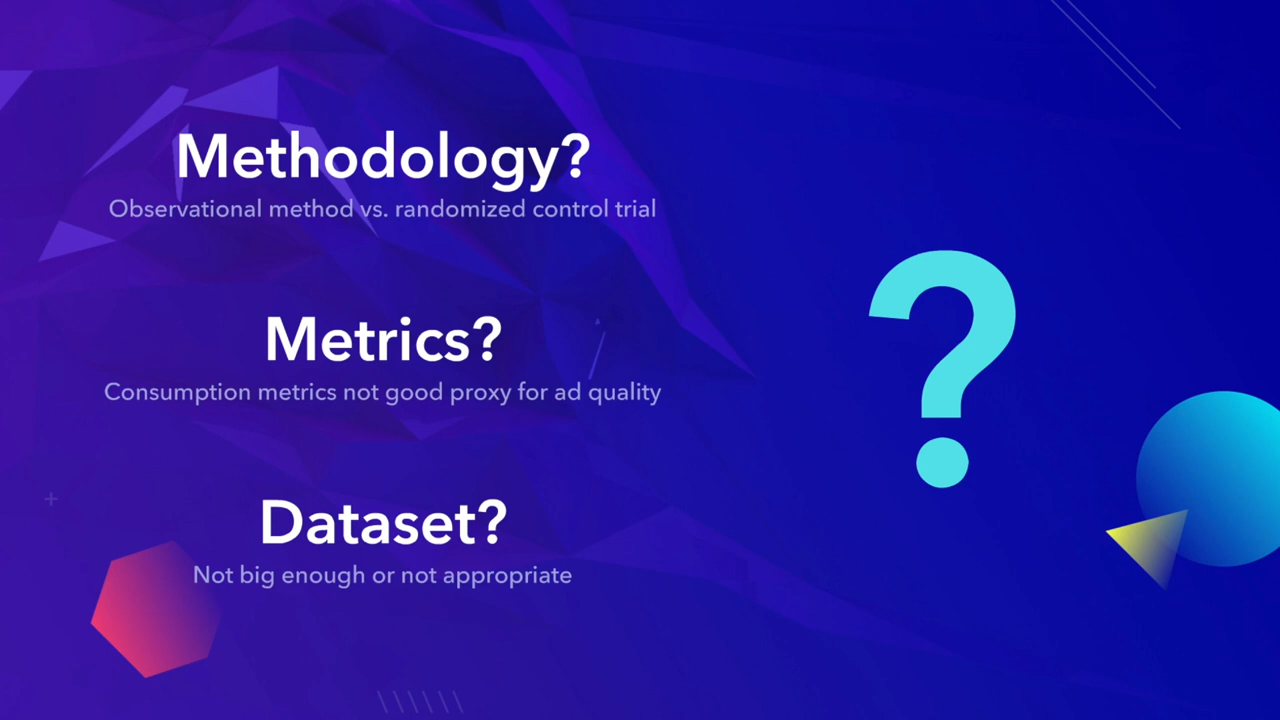 Methodology?
Observational method vs. randomized control trial
Metrics?
Consumption metrics not good proxy for ad quality
Dataset?
Not big enough or not appropriate
?